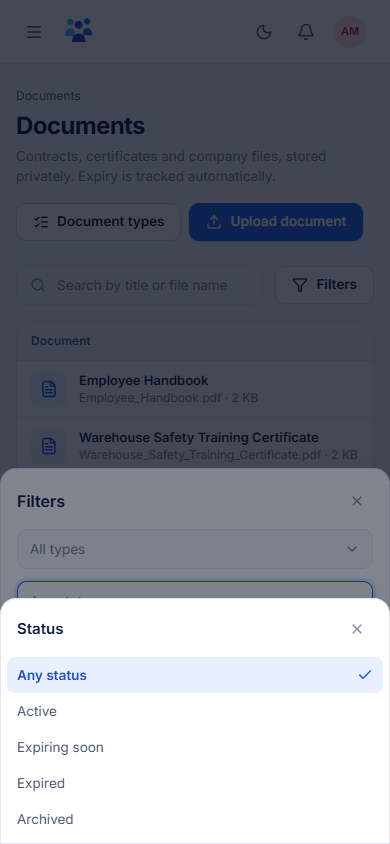 AM
Documents
Documents
Contracts, certificates and company files, stored
privately. Expiry is tracked automatically.
Document types
Upload document
Search by title or file name
Filters
Document
Employee Handbook
Employee_Handbook.pdf · 2 KB
Warehouse Safety Training Certificate
Warehouse_Safety_Training_Certificate.pdf · 2 KB
Filters
All types
Status
Any status
Active
Expiring soon
Expired
Archived